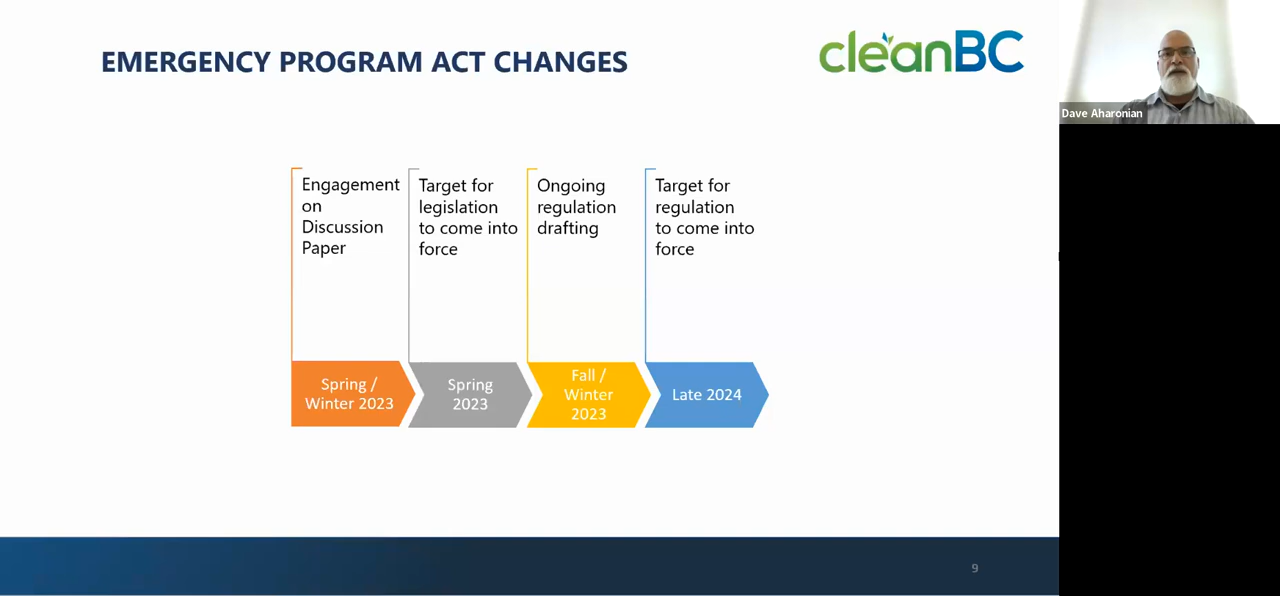 EMERGENCY PROGRAM ACT CHANGES
cleanBC
Dave Aharonian
Engagement
on
Discussion
Paper
Target for
legislation
to come into
force
Ongoing
regulation
drafting
Target for
regulation
to come into
force
Spring /
Winter 2023
Spring
2023
Fall /
Winter
2023
Late 2024
9